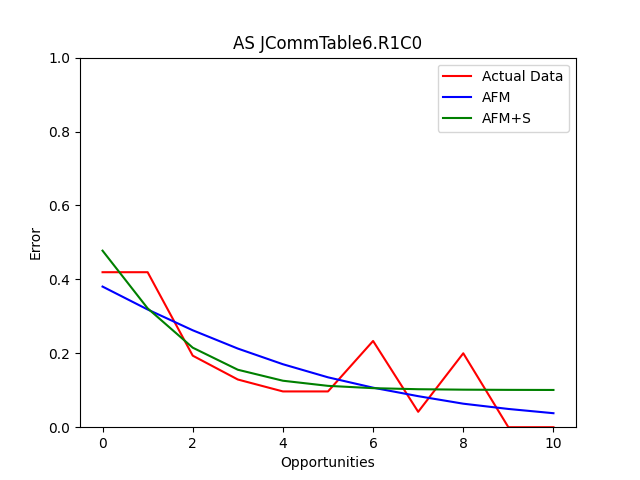 AS JCommTable6.R1C0
1.0
0.8
0.6
0.4
0.2
0.0
Error
0 2 4 6 8 10
Opportunities
Actual Data
AFM
AFM+S